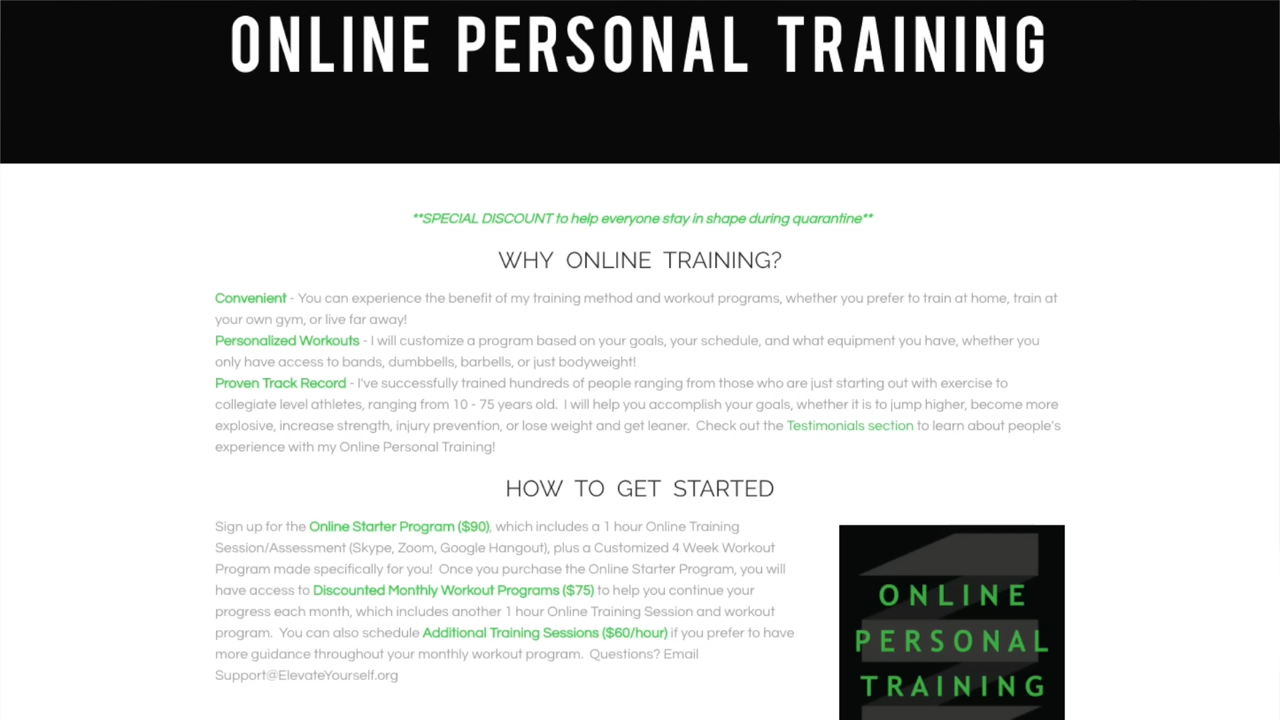 ONLINE PERSONAL TRAINING
**SPECIAL DISCOUNT to help everyone stay in shape during quarantine**
WHY ONLINE TRAINING?
Convenient - You can experience the benefit of my training method and workout programs, whether you prefer to train at home, train at
your own gym, or live far away!
Personalized Workouts - I will customize a program based on your goals, your schedule, and what equipment you have, whether you
only have access to bands, dumbbells, barbells, or just bodyweight!
Proven Track Record - I've successfully trained hundreds of people ranging from those who are just starting out with exercise to
collegiate level athletes, ranging from 10 - 75 years old. I will help you accomplish your goals, whether it is to jump higher, become more
explosive, increase strength, injury prevention, or lose weight and get leaner. Check out the Testimonials section to learn about people's
experience with my Online Personal Training!
HOW TO GET STARTED
Sign up for the Online Starter Program ($90), which includes a 1 hour Online Training
Session/Assessment (Skype, Zoom, Google Hangout), plus a Customized 4 Week Workout
Program made specifically for you! Once you purchase the Online Starter Program, you will
have access to Discounted Monthly Workout Programs ($75) to help you continue your
progress each month, which includes another 1 hour Online Training Session and workout
program. You can also schedule Additional Training Sessions ($60/hour) if you prefer to have
more guidance throughout your monthly workout program. Questions? Email
Support@ElevateYourself.org
ONLINE
PERSONAL
TRAINING